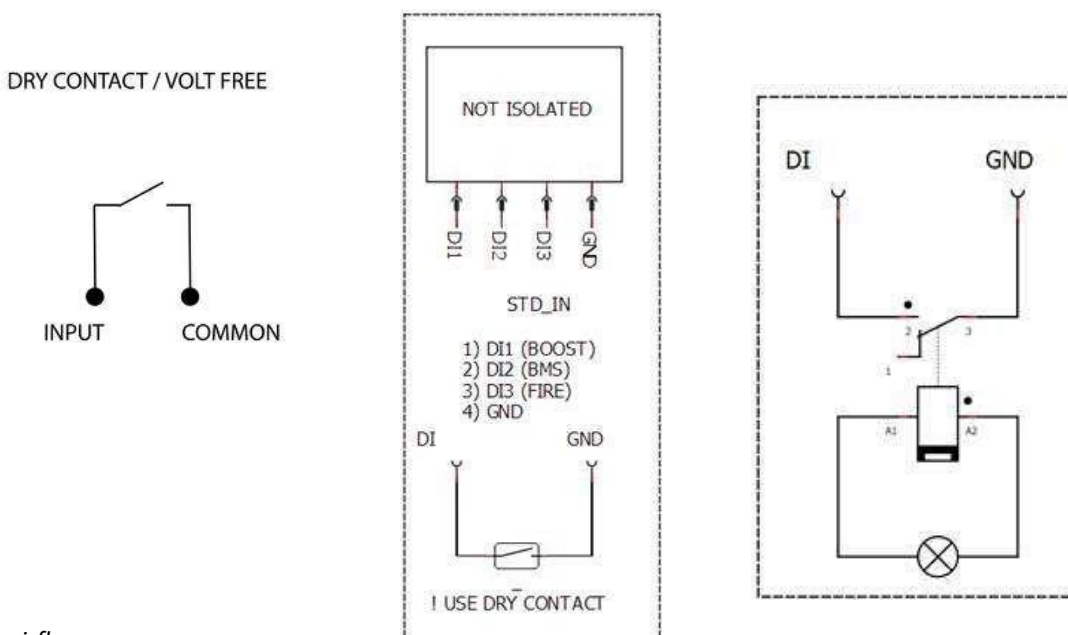 DRY CONTACT / VOLT FREE
INPUT COMMON
NOT ISOLATED
DI1 DI2 DI3 GND
STD_IN
1) DI1 (BOOST)
2) DI2 (BMS)
3) DI3 (FIRE)
4) GND
DI GND
! USE DRY CONTACT
DI GND
2 3
1
A1 A2